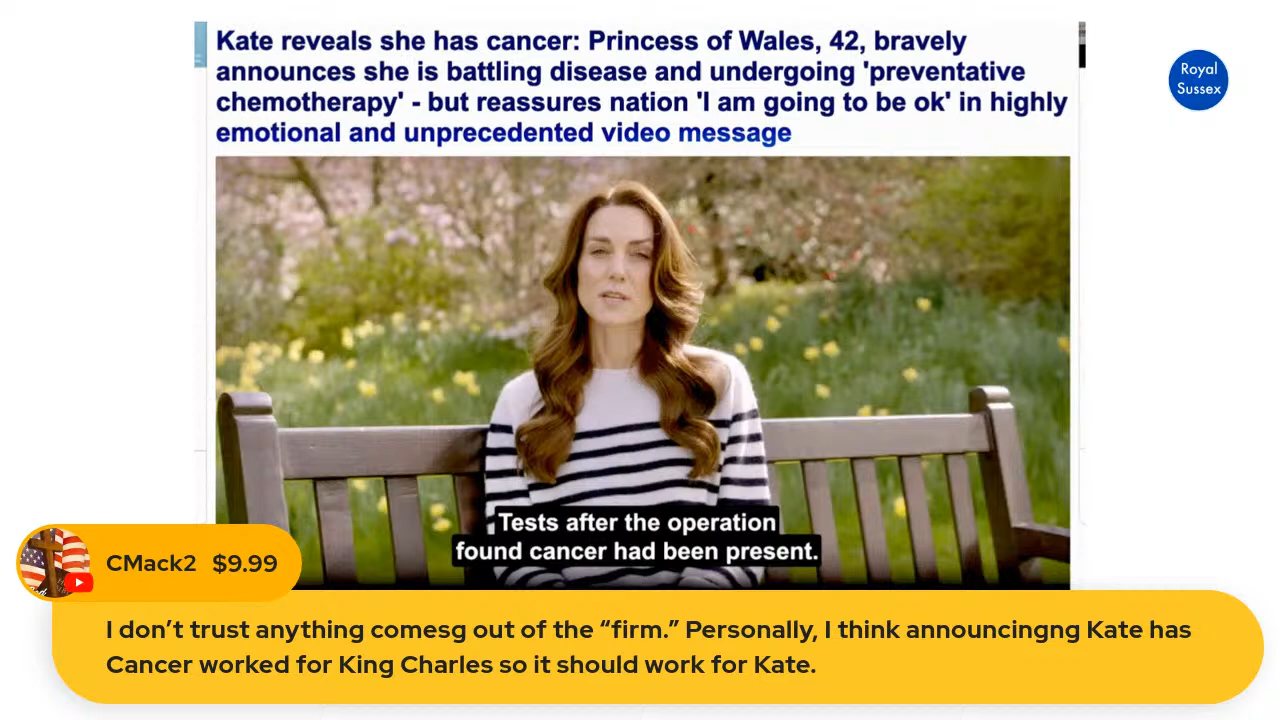 Kate reveals she has cancer: Princess of Wales, 42, bravely
announces she is battling disease and undergoing 'preventative
chemotherapy' - but reassures nation 'I am going to be ok' in highly
emotional and unprecedented video message
Royal
Sussex
Tests after the operation
found cancer had been present.
CMack2 $9.99
I don’t trust anything comesg out of the “firm.” Personally, I think announcingng Kate has
Cancer worked for King Charles so it should work for Kate.